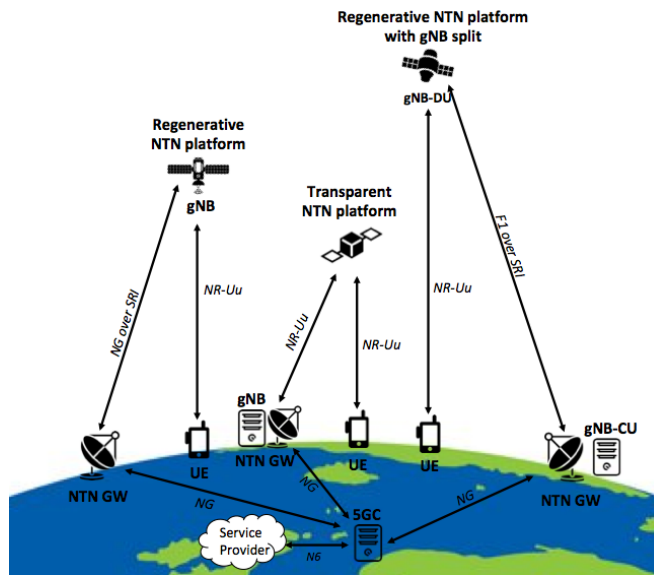 Regenerative NTN platform
with gNB split
gNB-DU
Regenerative
NTN platform
gNB
Transparent
NTN platform
NG over SRI
NR-Uu
NR-Uu
NR-Uu
NR-Uu
F1 over SRI
gNB
gNB-CU
NTN GW
UE
NTN GW
UE
UE
NTN GW
NG
NG
NG
5GC
Service
Provider
N6